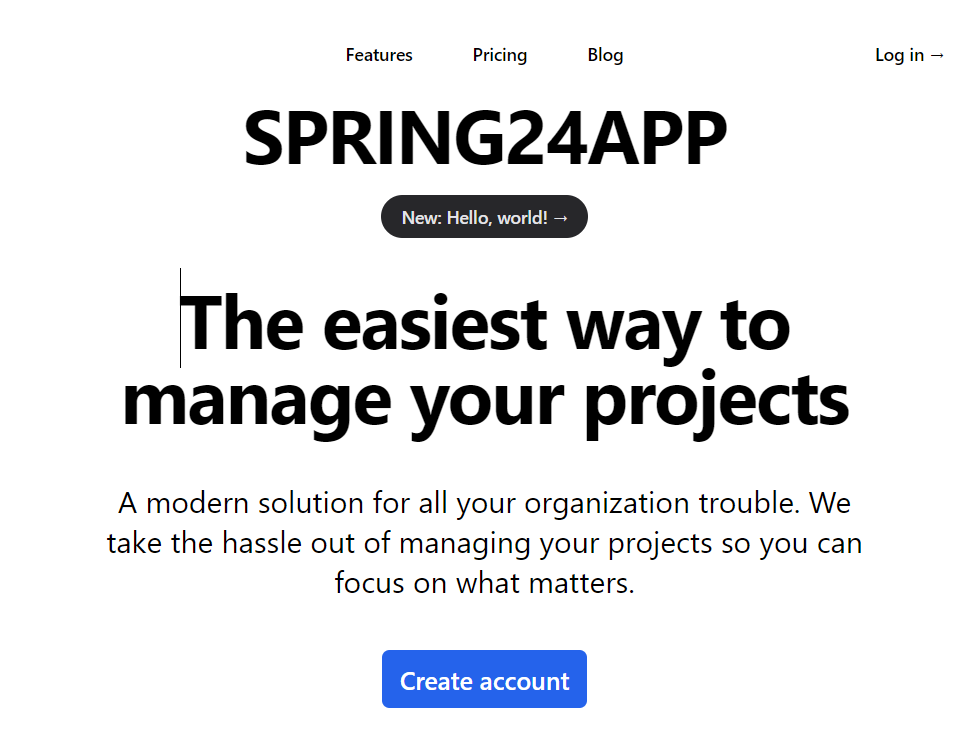 Features Pricing Blog Log in →
SPRING24APP
New: Hello, world! →
The easiest way to
manage your projects
A modern solution for all your organization trouble. We
take the hassle out of managing your projects so you can
focus on what matters.
Create account